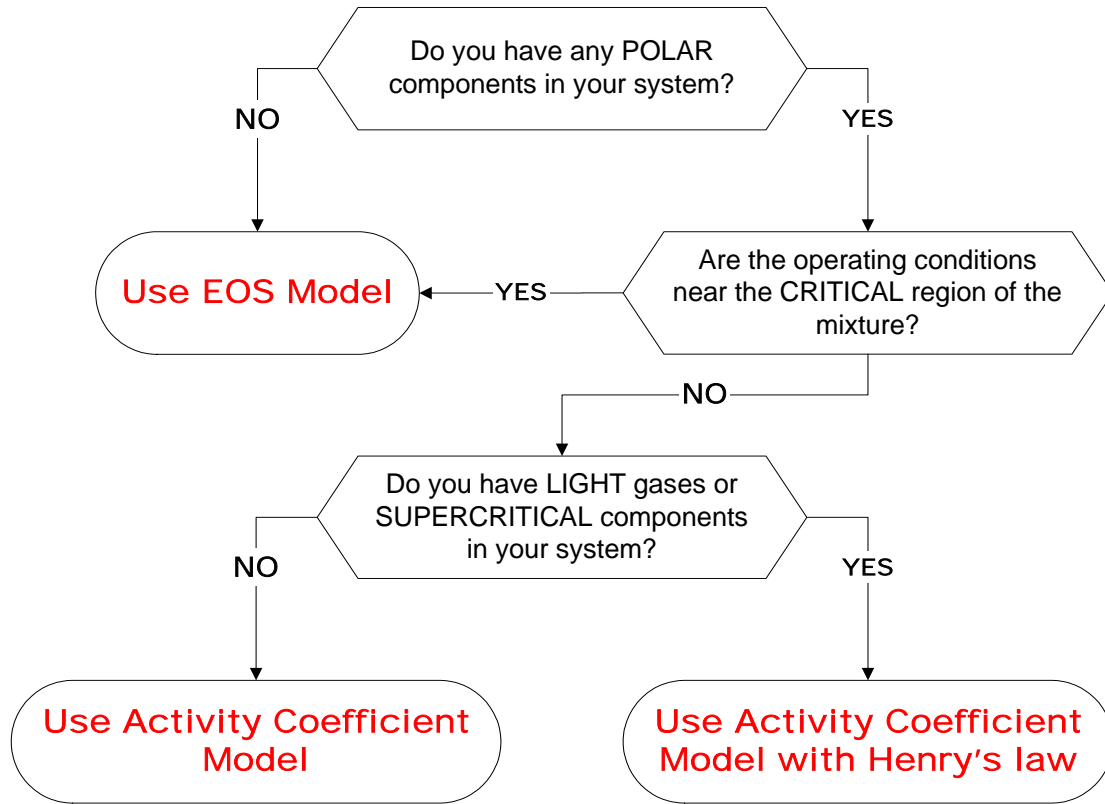 Do you have any POLAR
components in your system?
NO
YES
Use EOS Model
YES
Are the operating conditions
near the CRITICAL region of the
mixture?
NO
Do you have LIGHT gases or
SUPERCRITICAL components
in your system?
NO
YES
Use Activity Coefficient
Model
Use Activity Coefficient
Model with Henry's law